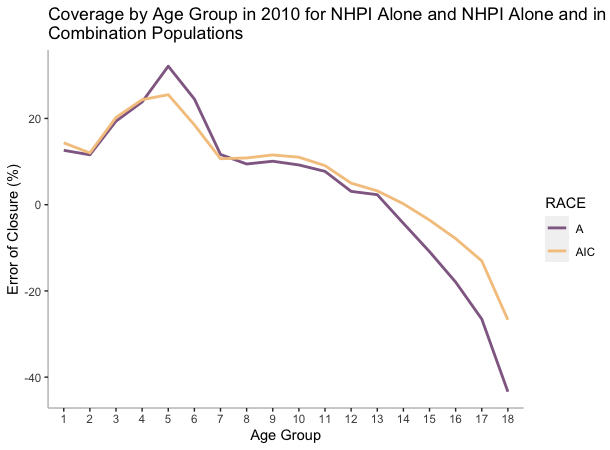 Coverage by Age Group in 2010 for NHPI Alone and NHPI Alone and in
Combination Populations
Error of Closure (%)
20
0
-20
-40
1 2 3 4 5 6 7 8 9 10 11 12 13 14 15 16 17 18
Age Group
RACE
A
AIC